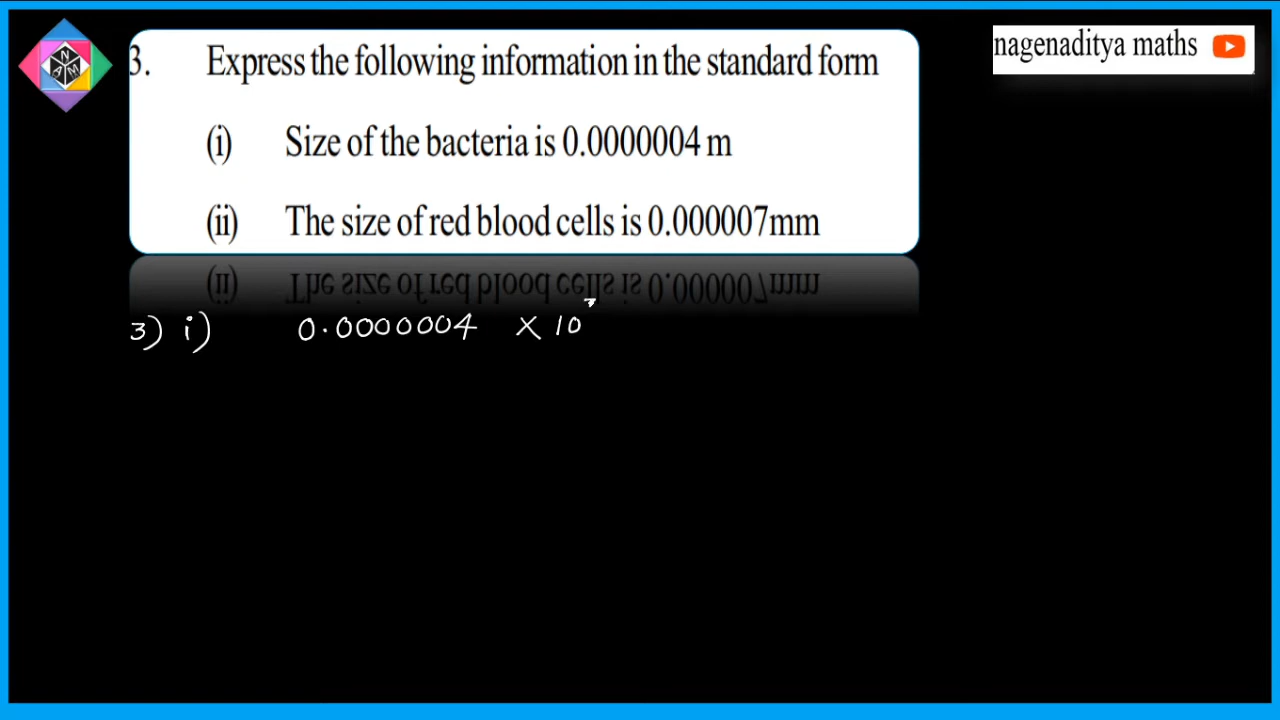 nagenaditya maths
N
A M
3. Express the following information in the standard form
(i) Size of the bacteria is 0.0000004 m
(ii) The size of red blood cells is 0.000007mm
3) i) 0.0000004 × 10